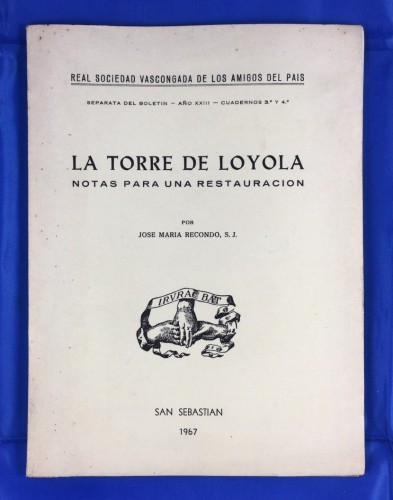 REAL SOCIEDAD VASCONGADA DE LOS AMIGOS DEL PAIS
SEPARATA DEL BOLETIN - AÑO XXIII - CUADERNOS 3.º Y 4.º
LA TORRE DE LOYOLA
NOTAS PARA UNA RESTAURACION
POR
JOSE MARIA RECONDO, S. J.
IRVRAC BAT
SAN SEBASTIAN
1967